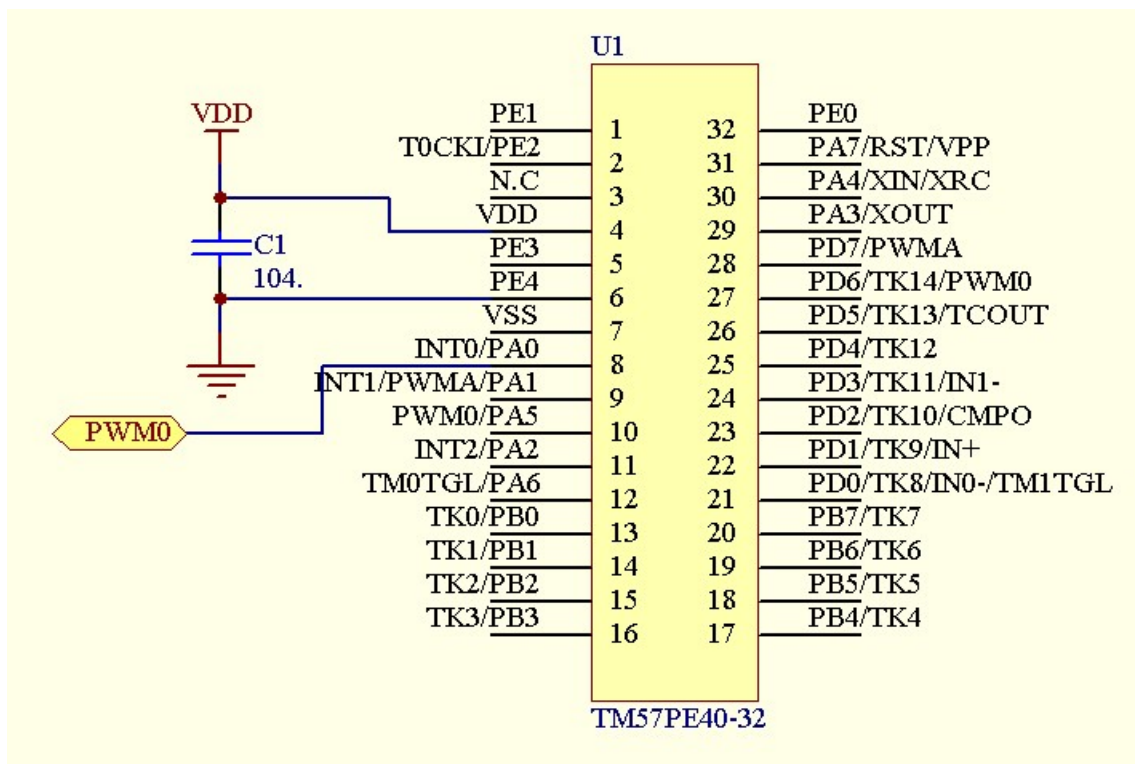 U1
VDD
C1
104.
PWM0
PE1 1
T0CKI/PE2 2
N.C 3
VDD 4
PE3 5
PE4 6
VSS 7
INT0/PA0 8
INT1/PWMA/PA1 9
PWM0/PA5 10
INT2/PA2 11
TM0TGL/PA6 12
TK0/PB0 13
TK1/PB1 14
TK2/PB2 15
TK3/PB3 16
32 PE0
31 PA7/RST/VPP
30 PA4/XIN/XRC
29 PA3/XOUT
28 PD7/PWMA
27 PD6/TK14/PWM0
26 PD5/TK13/TCOUT
25 PD4/TK12
24 PD3/TK11/IN1-
23 PD2/TK10/CMPO
22 PD1/TK9/IN+
21 PD0/TK8/IN0-/TM1TGL
20 PB7/TK7
19 PB6/TK6
18 PB5/TK5
17 PB4/TK4
TM57PE40-32